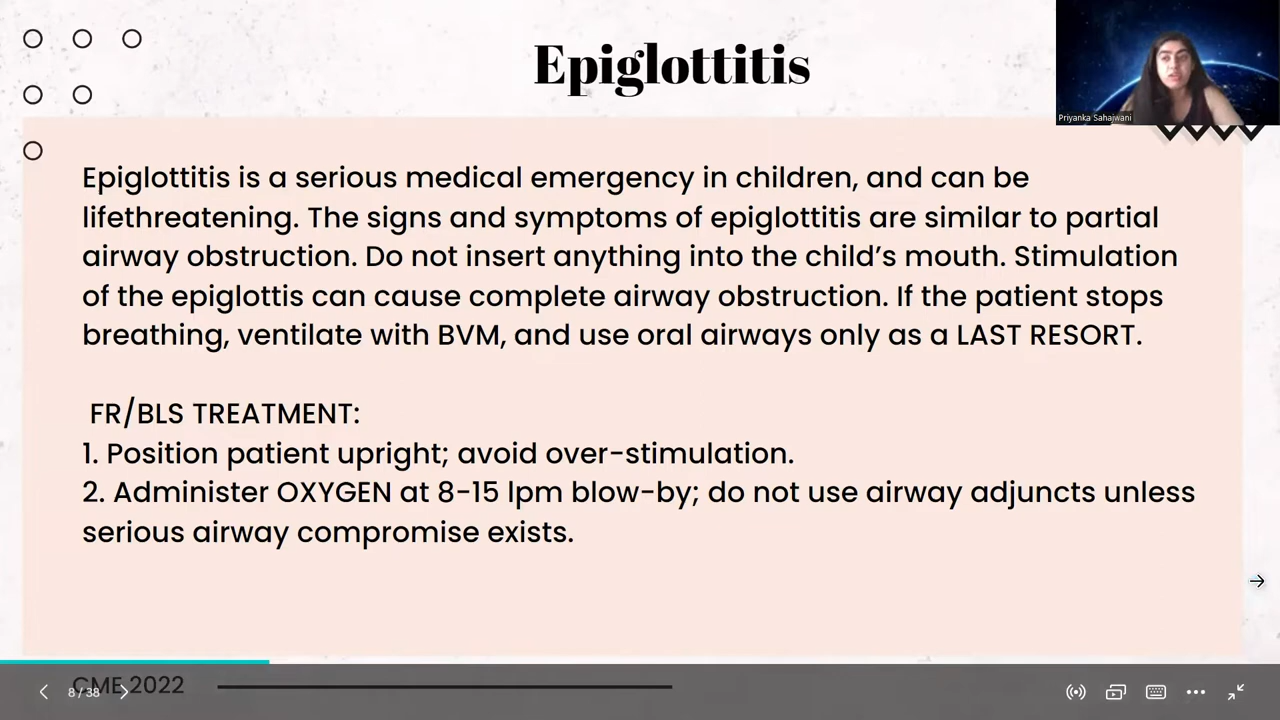 Epiglottitis
Priyanka Sahajwani
Epiglottitis is a serious medical emergency in children, and can be
lifethreatening. The signs and symptoms of epiglottitis are similar to partial
airway obstruction. Do not insert anything into the child’s mouth. Stimulation
of the epiglottis can cause complete airway obstruction. If the patient stops
breathing, ventilate with BVM, and use oral airways only as a LAST RESORT.
FR/BLS TREATMENT:
1. Position patient upright; avoid over-stimulation.
2. Administer OXYGEN at 8-15 lpm blow-by; do not use airway adjuncts unless
serious airway compromise exists.
CME 2022
8 / 38